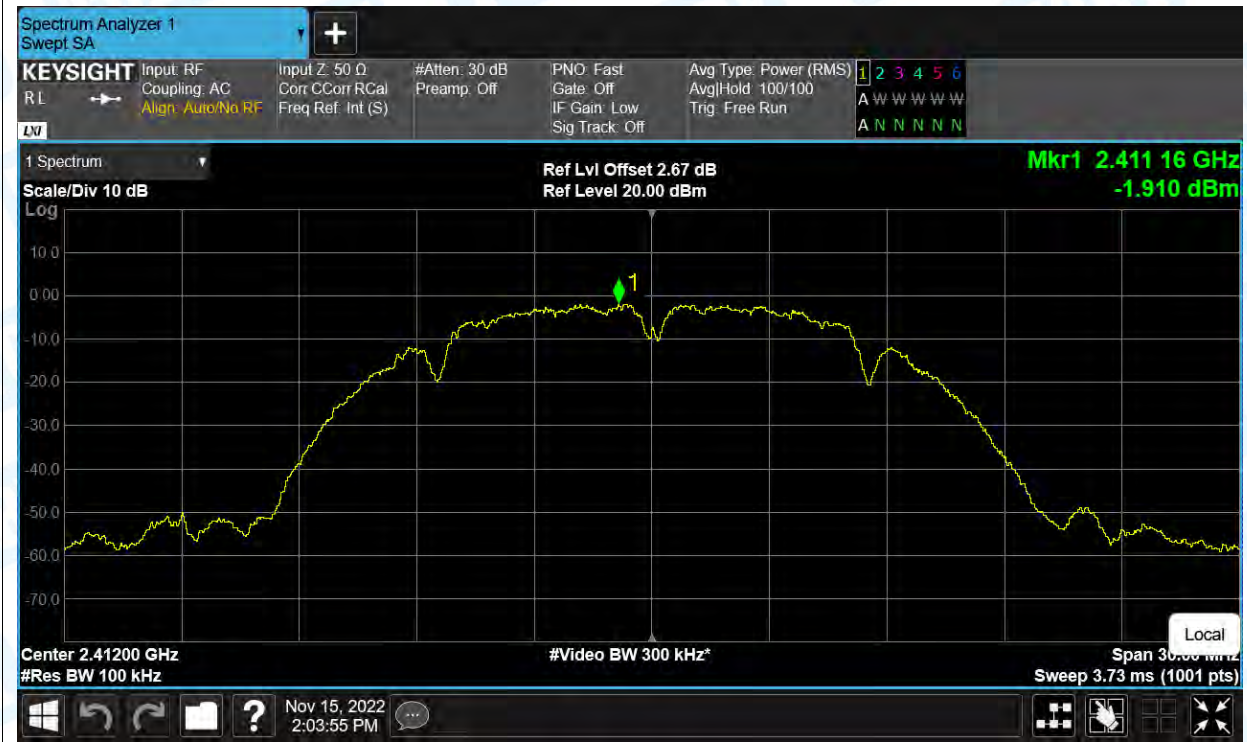 Spectrum Analyzer 1
Swept SA
KEYSIGHT
R L
LXI
Input: RF
Coupling: AC
Align: Auto/No RF
Input Z: 50 Ω
Corr CCorr RCal
Freq Ref: Int (S)
#Atten: 30 dB
Preamp: Off
PNO: Fast
Gate: Off
IF Gain: Low
Sig Track: Off
Avg Type: Power (RMS)
Avg|Hold: 100/100
Trig: Free Run
1 2 3 4 5 6
A W W W W W
A N N N N N
1 Spectrum
Scale/Div 10 dB
Log
Ref Lvl Offset 2.67 dB
Ref Level 20.00 dBm
Mkr1 2.411 16 GHz
-1.910 dBm
10.0
0.00
-10.0
-20.0
-30.0
-40.0
-50.0
-60.0
-70.0
1
Local
Center 2.41200 GHz
#Res BW 100 kHz
#Video BW 300 kHz*
Span 30.00 MHz
Sweep 3.73 ms (1001 pts)
?
Nov 15, 2022
2:03:55 PM